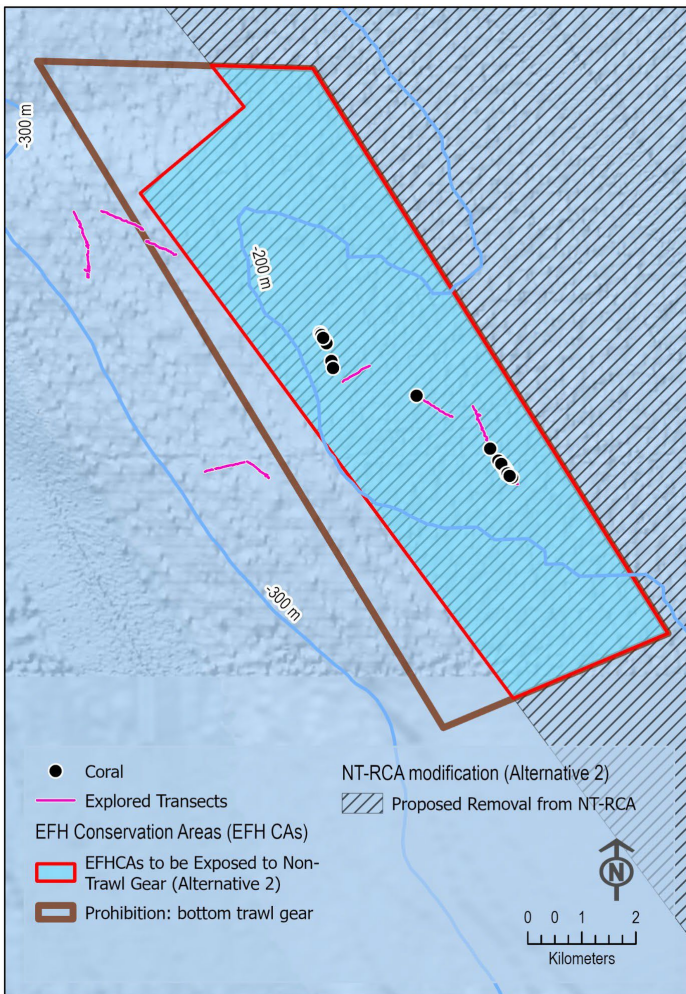 -300 m
-200 m
-300 m
Coral
Explored Transects
EFH Conservation Areas (EFH CAs)
EFHCAs to be Exposed to Non-
Trawl Gear (Alternative 2)
Prohibition: bottom trawl gear
NT-RCA modification (Alternative 2)
Proposed Removal from NT-RCA
N
0 0 1 2
Kilometers